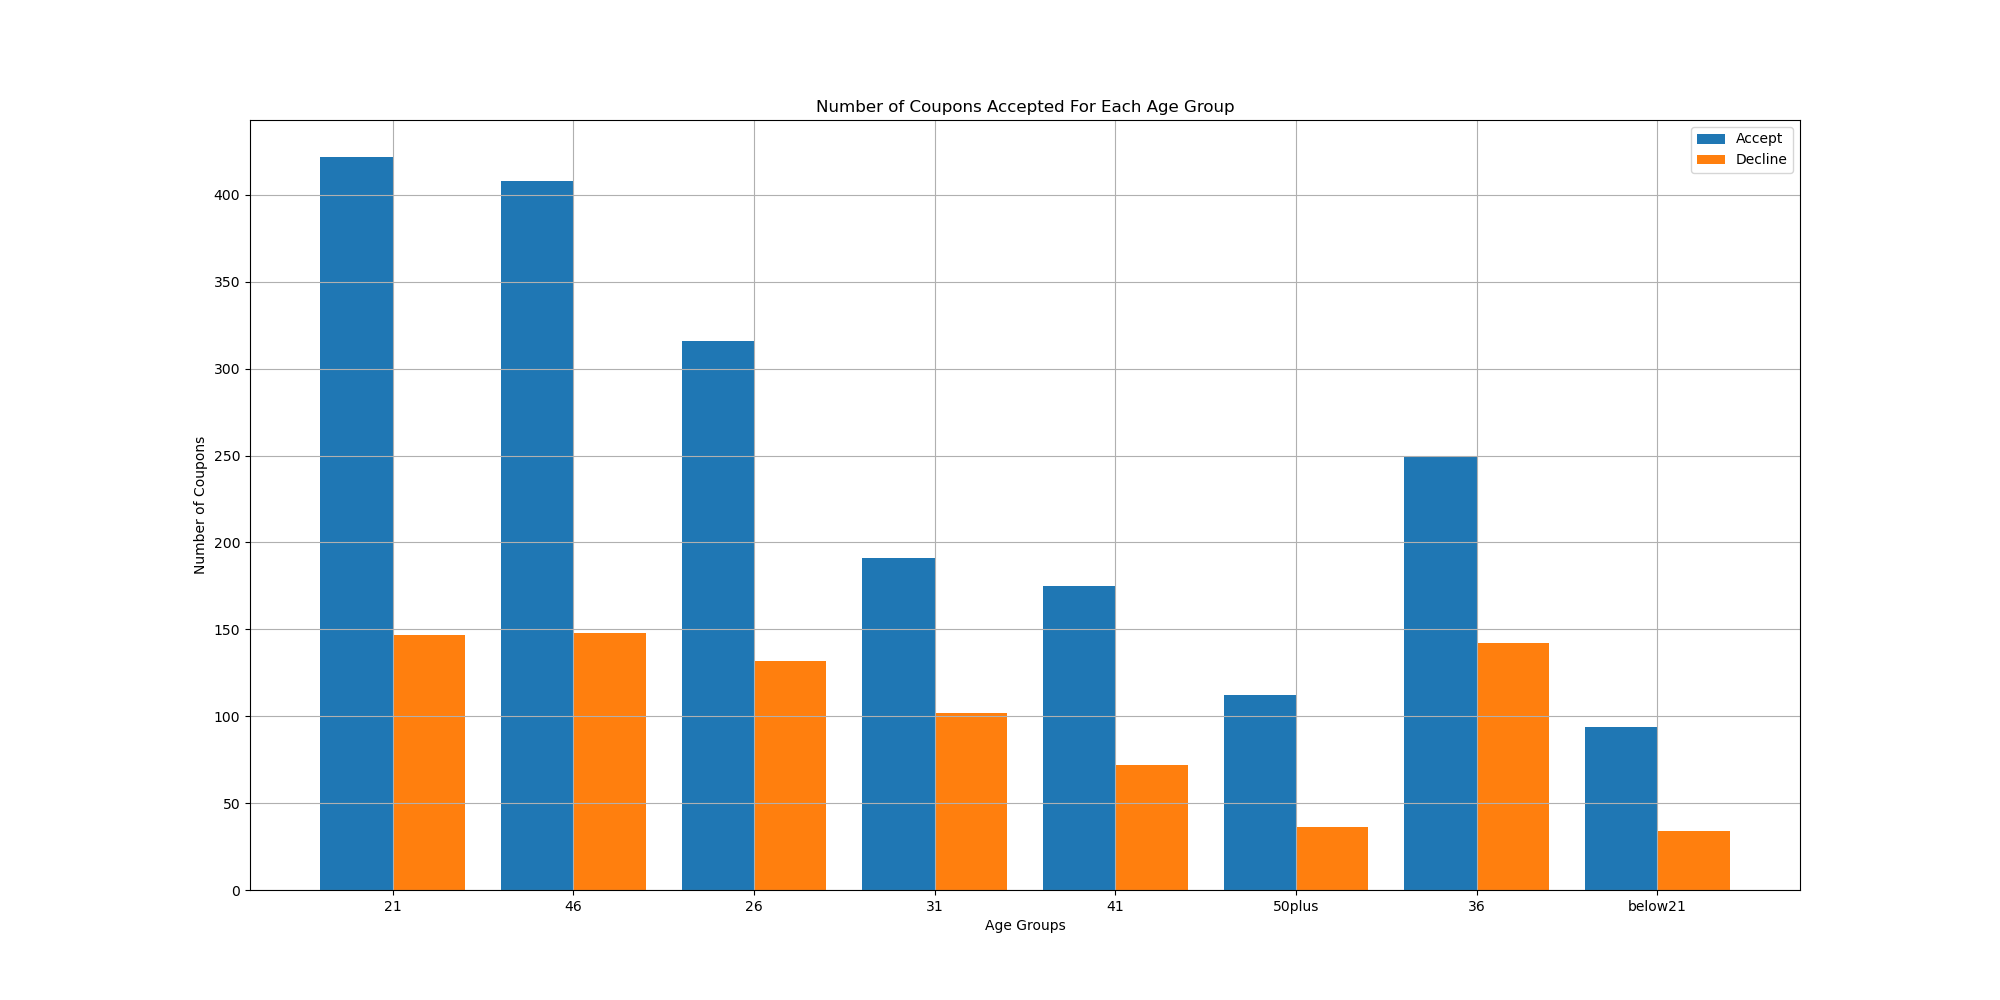 Number of Coupons Accepted For Each Age Group
Accept
Decline
400
350
300
250
200
150
100
50
0
Number of Coupons
21 46 26 31 41 50plus 36 below21
Age Groups